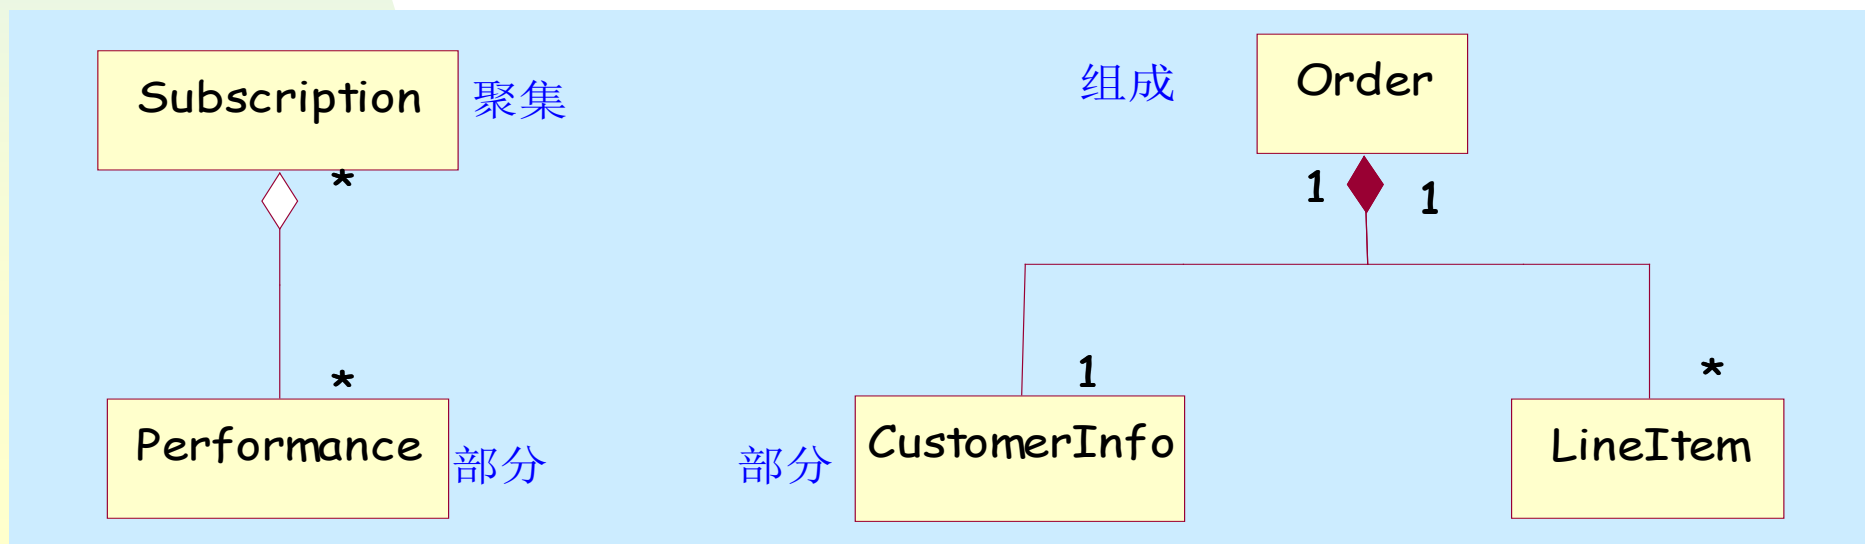 Subscription
聚集
*
*
Performance
部分
组成
Order
1
1
1
*
部分
CustomerInfo
LineItem